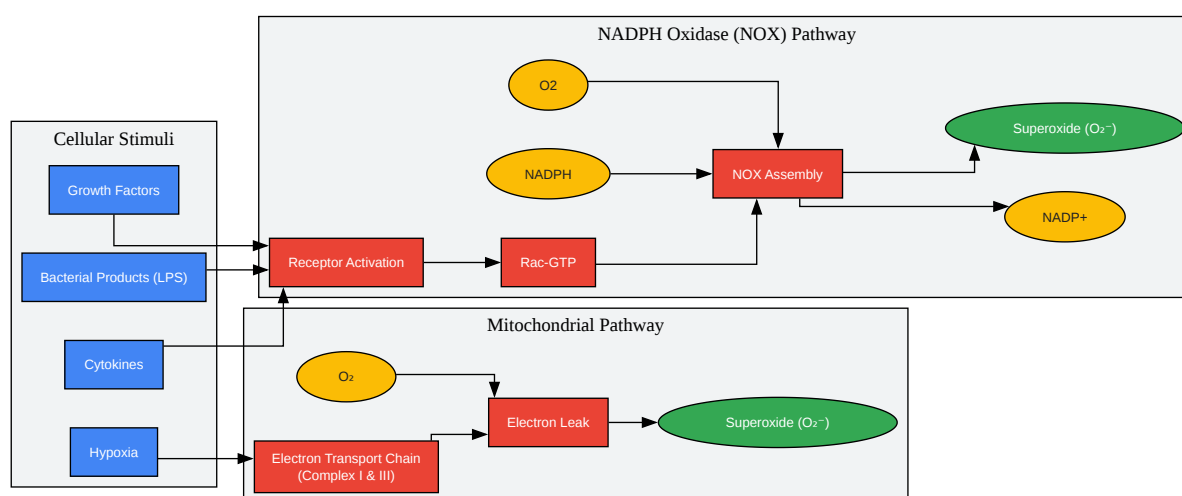 NADPH Oxidase (NOX) Pathway
O2
Superoxide (O₂⁻)
NADPH
NOX Assembly
NADP+
Receptor Activation
Rac-GTP
Cellular Stimuli
Growth Factors
Bacterial Products (LPS)
Cytokines
Hypoxia
Mitochondrial Pathway
O₂
Electron Leak
Superoxide (O₂⁻)
Electron Transport Chain
(Complex I & III)